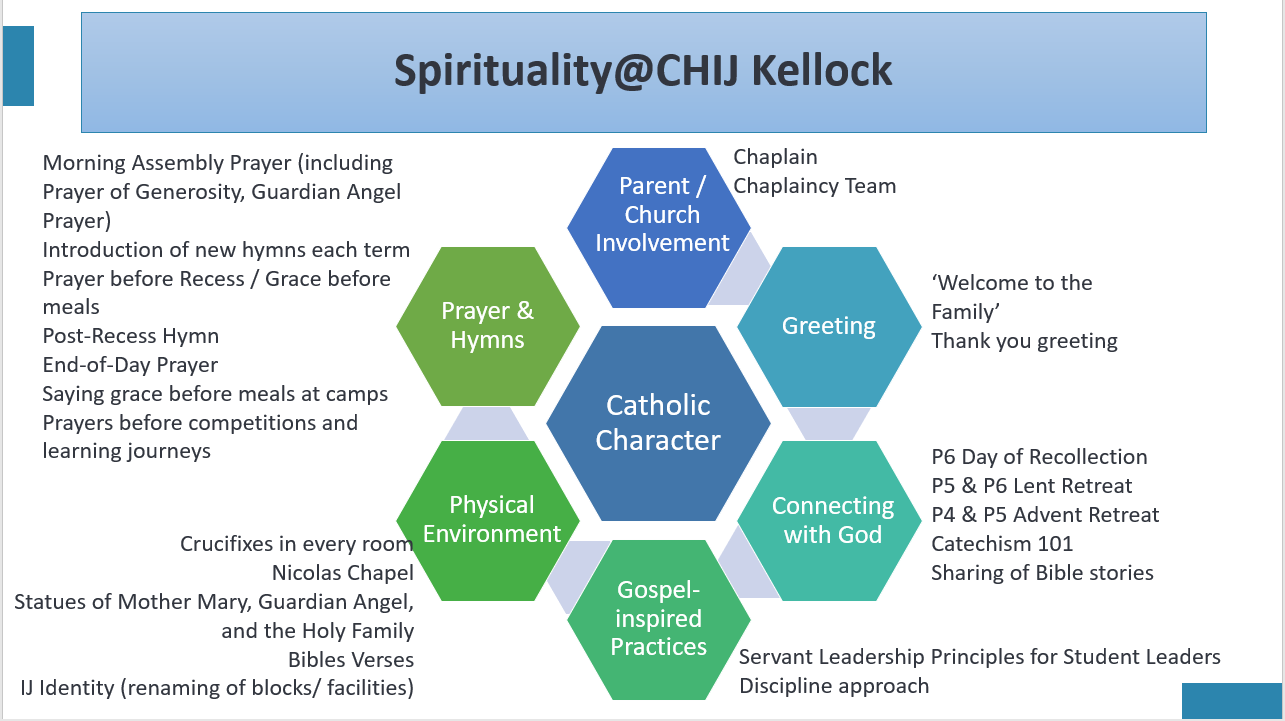 Spirituality@CHIJ Kellock
Morning Assembly Prayer (including
Prayer of Generosity, Guardian Angel
Prayer)
Introduction of new hymns each term
Prayer before Recess / Grace before
meals
Post-Recess Hymn
End-of-Day Prayer
Saying grace before meals at camps
Prayers before competitions and
learning journeys
Prayer &
Hymns
Parent /
Church
Involvement
Chaplain
Chaplaincy Team
Greeting
‘Welcome to the
Family’
Thank you greeting
Catholic
Character
Physical
Environment
Crucifixes in every room
Nicolas Chapel
Statues of Mother Mary, Guardian Angel,
and the Holy Family
Bibles Verses
IJ Identity (renaming of blocks/ facilities)
Connecting
with God
P6 Day of Recollection
P5 & P6 Lent Retreat
P4 & P5 Advent Retreat
Catechism 101
Sharing of Bible stories
Gospel-
inspired
Practices
Servant Leadership Principles for Student Leaders
Discipline approach